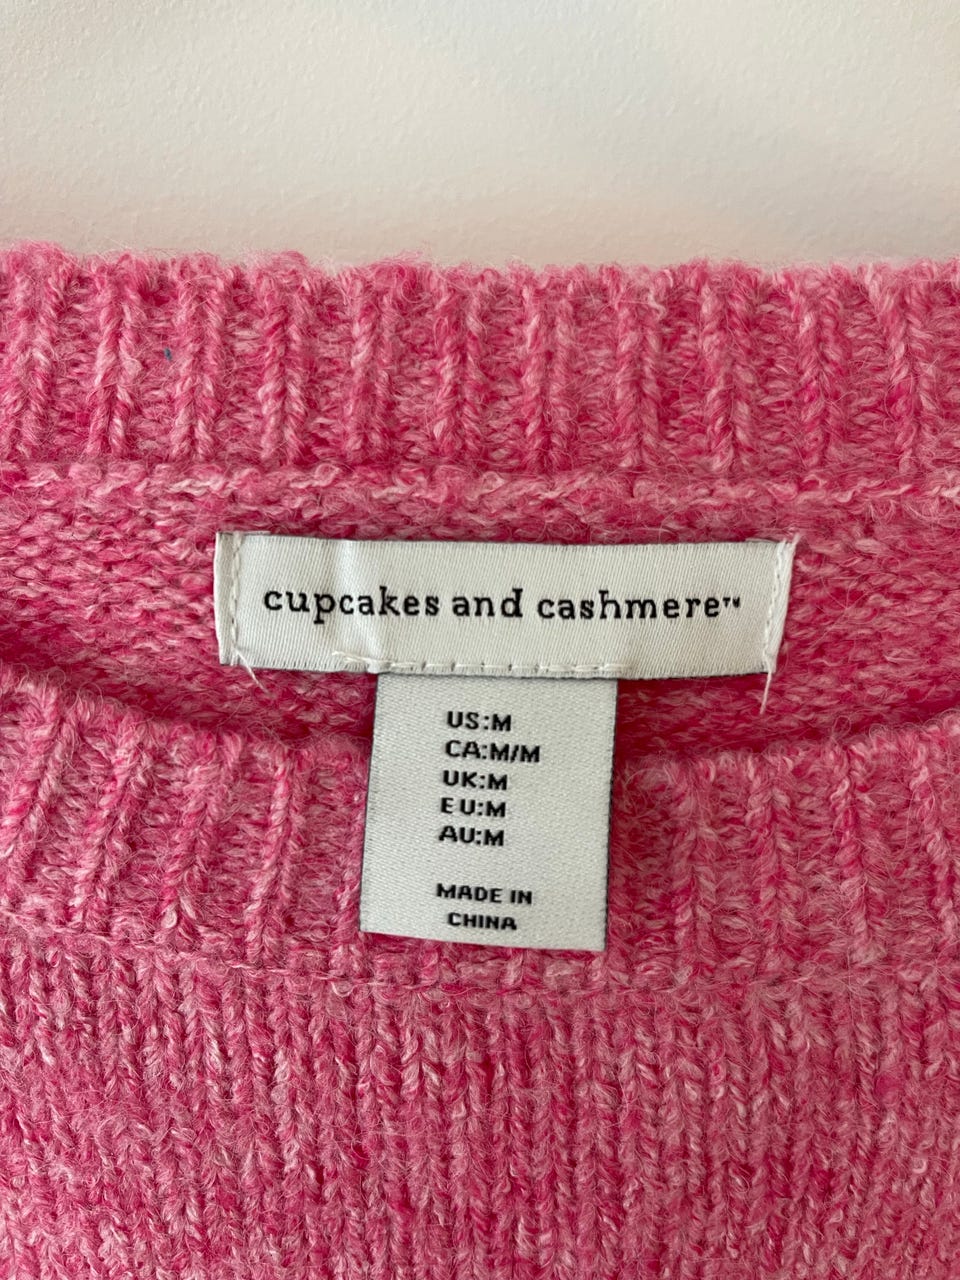 cupcakes and cashmere™
US:M
CA:M/M
UK:M
EU:M
AU:M
MADE IN
CHINA